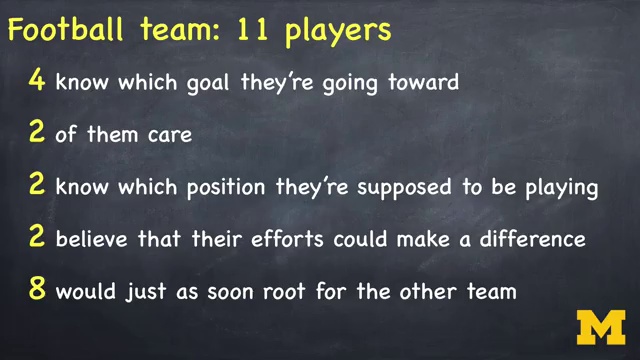 Football team: 11 players
4 know which goal they're going toward
2 of them care
2 know which position they're supposed to be playing
2 believe that their efforts could make a difference
8 would just as soon root for the other team
M